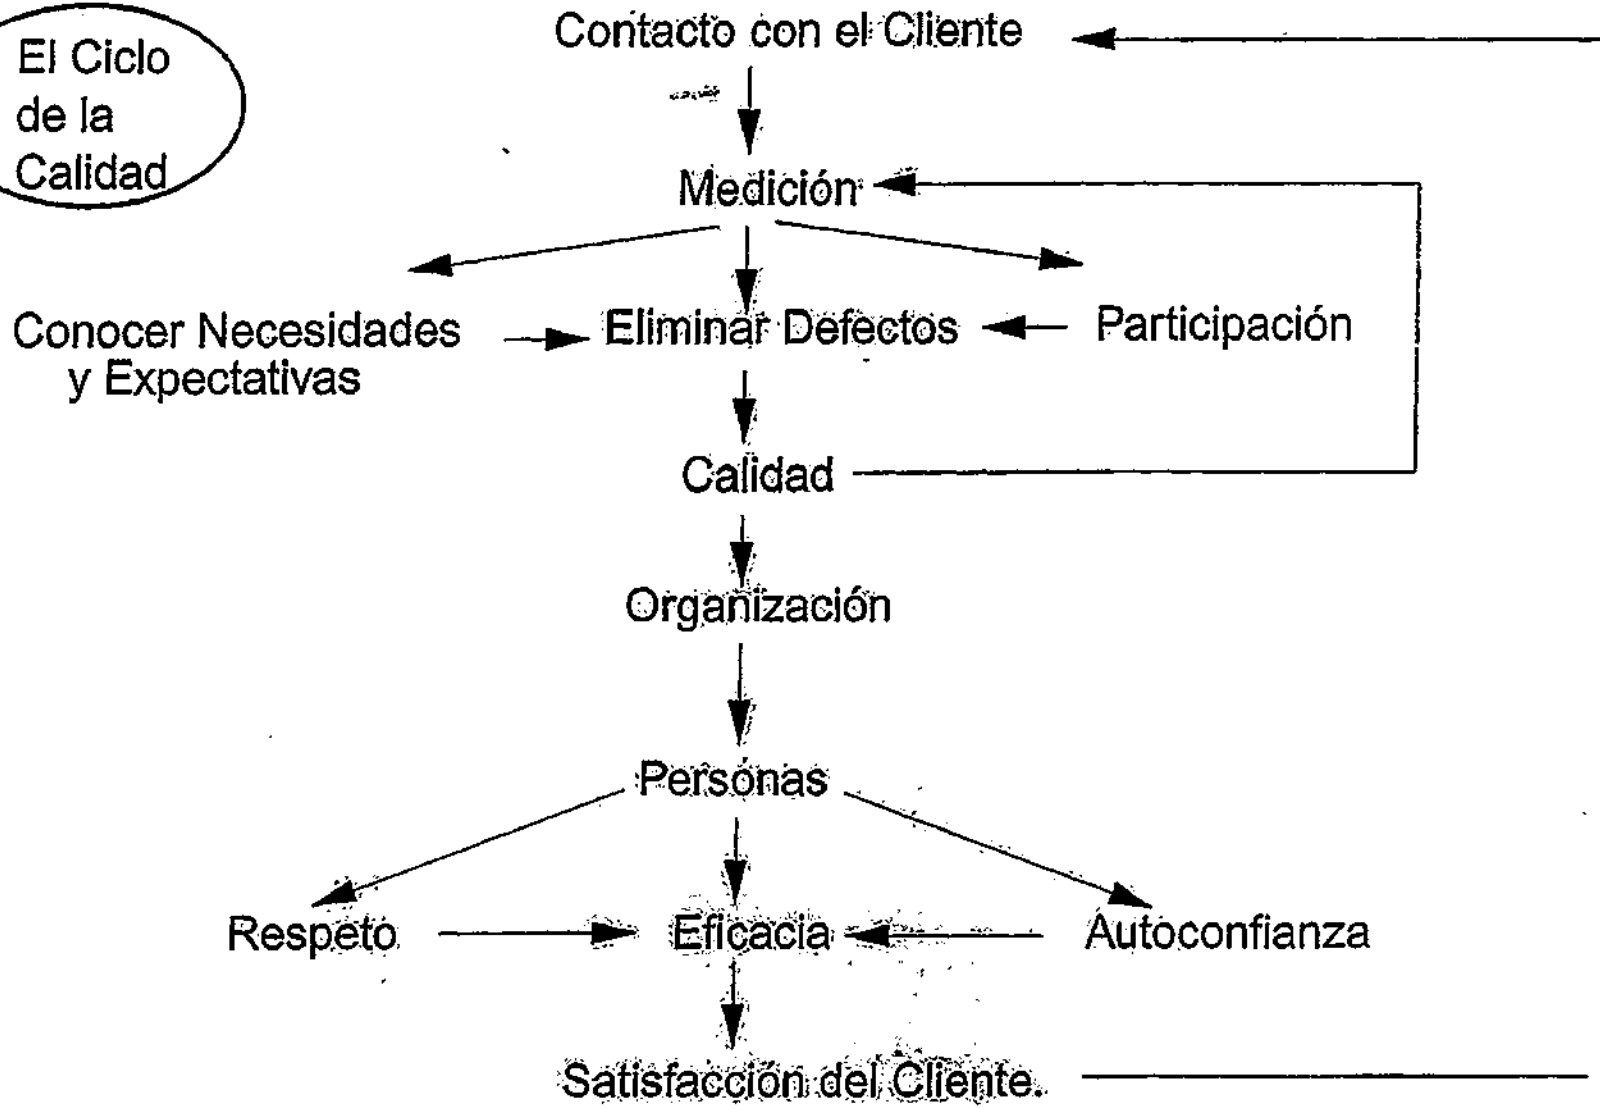 El Ciclo
de la
Calidad
Contacto con el Cliente
Medición
Conocer Necesidades
y Expectativas
Eliminar Defectos
Participación
Calidad
Organización
Personas
Respeto
Eficacia
Autoconfianza
Satisfacción del Cliente.